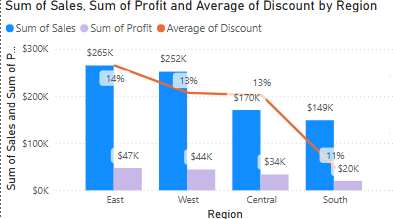 Sum of Sales, Sum of Profit and Average of Discount by Region
Sum of Sales Sum of Profit Average of Discount
Sum of Sales and Sum of P...
$300K
$200K
$100K
$0K
$265K
14%
$47K
$252K
13%
$44K
13%
$170K
$34K
$149K
11%
$20K
East West Central South
Region